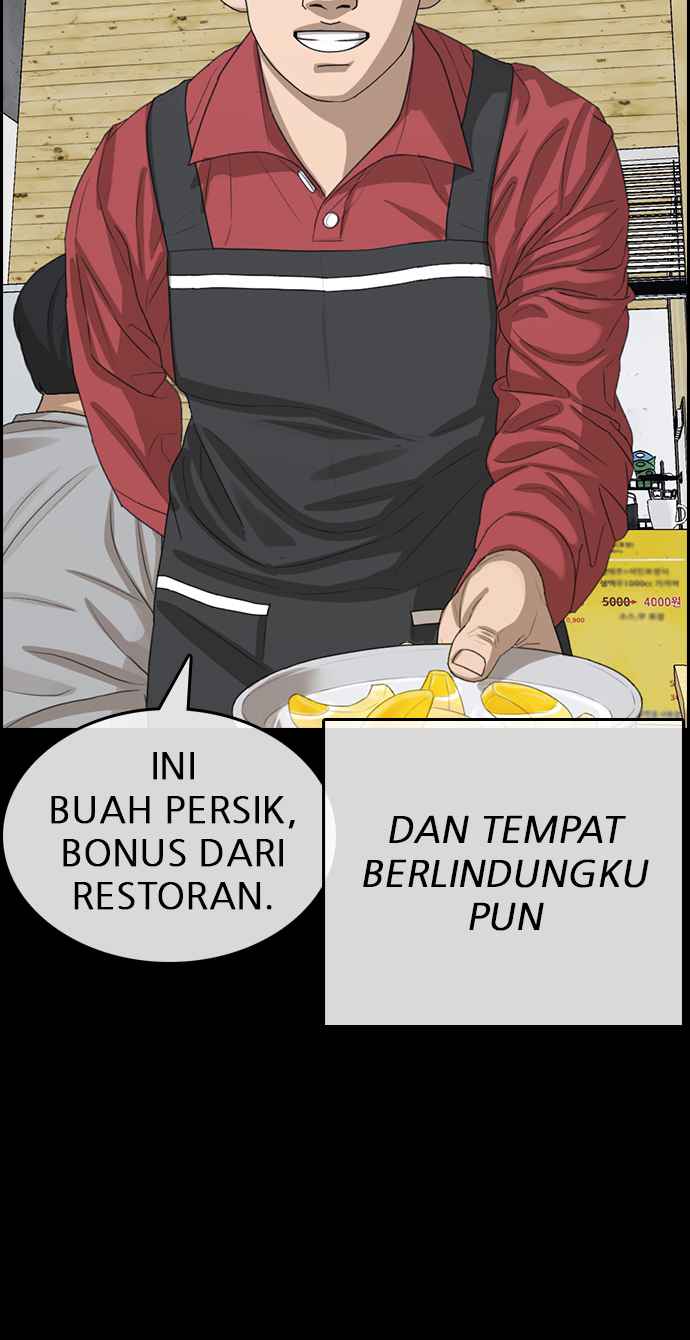 5000→ 4000원
INI
BUAH PERSIK,
BONUS DARI
RESTORAN.
DAN TEMPAT
BERLINDUNGKU
PUN